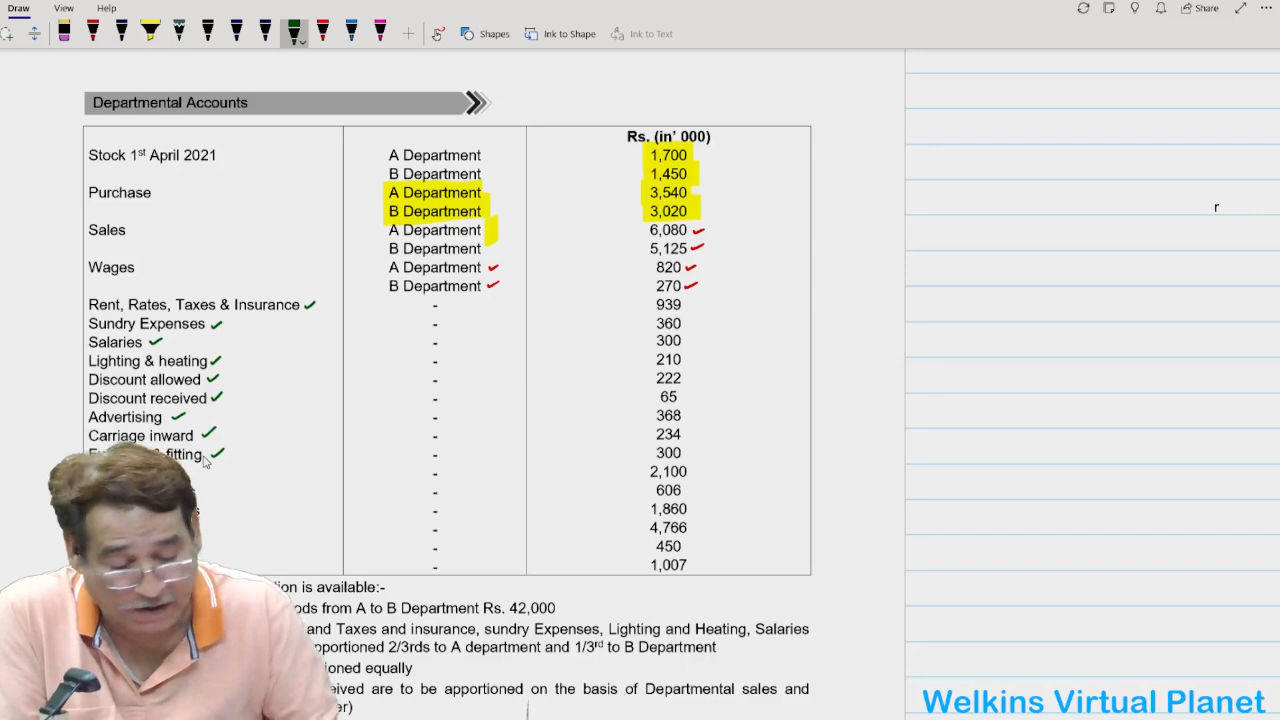 Draw View Help
Share
Shapes Ink to Shape Ink to Text
Departmental Accounts
Rs. (in' 000)
Stock 1st April 2021 A Department 1,700
B Department 1,450
Purchase A Department 3,540
B Department 3,020
Sales A Department 6,080
B Department 5,125
Wages A Department 820
B Department 270
Rent, Rates, Taxes & Insurance - 939
Sundry Expenses - 360
Salaries - 300
Lighting & heating - 210
Discount allowed - 222
Discount received - 65
Advertising - 368
Carriage inward - 234
fitting - 300
- 2,100
- 606
- 1,860
- 4,766
- 450
- 1,007
r
tion is available:-
ods from A to B Department Rs. 42,000
and Taxes and insurance, sundry Expenses, Lighting and Heating, Salaries
portioned 2/3rds to A department and 1/3rd to B Department
ioned equally
eived are to be apportioned on the basis of Departmental sales and
er)
Welkins Virtual Planet